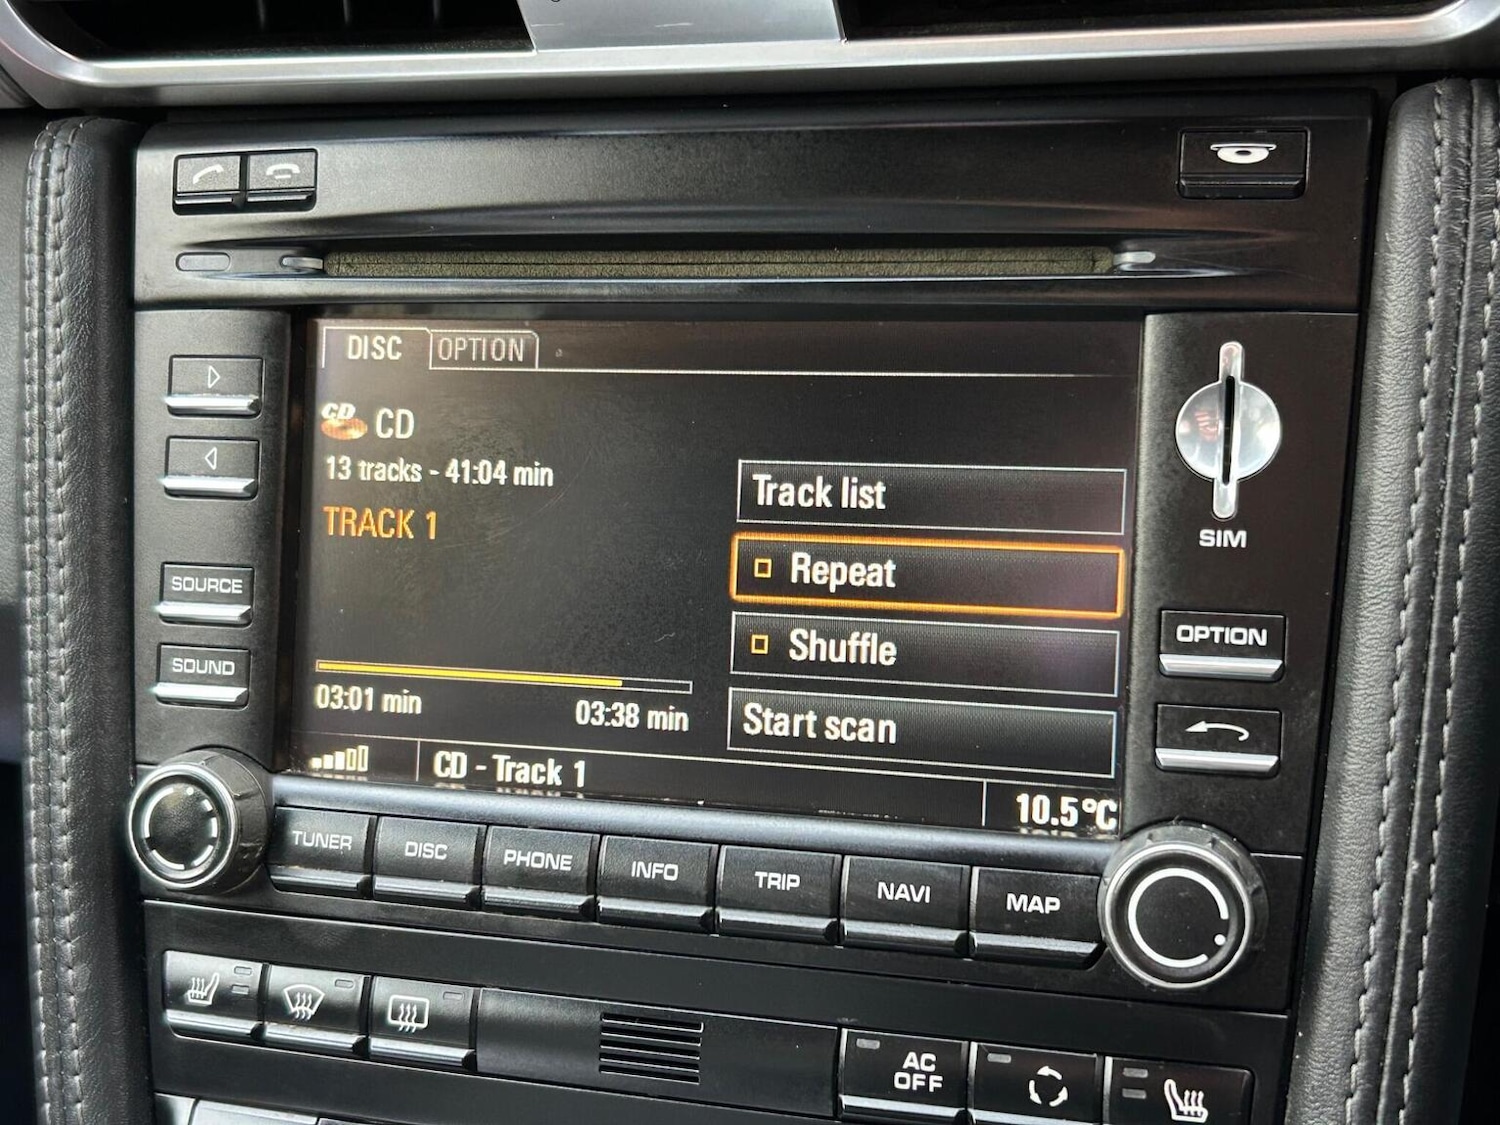 DISC OPTION
CD CD
13 tracks - 41:04 min
TRACK 1
Track list
Repeat
Shuffle
Start scan
03:01 min 03:38 min
CD - Track 1
10.5°C
SOURCE
SOUND
SIM
OPTION
TUNER DISC PHONE INFO TRIP NAVI MAP
AC
OFF